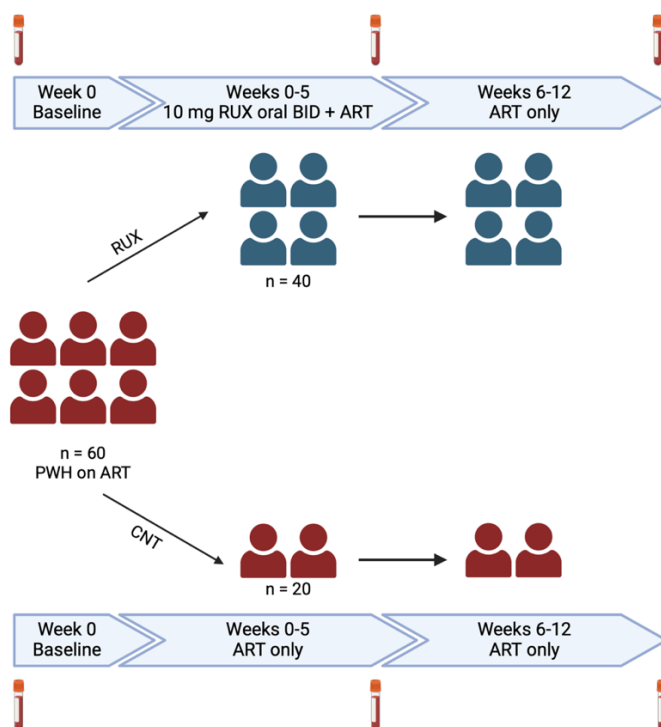 Week 0
Baseline
Weeks 0-5
10 mg RUX oral BID + ART
Weeks 6-12
ART only
RUX
n = 40
n = 60
PWH on ART
CNT
n = 20
Week 0
Baseline
Weeks 0-5
ART only
Weeks 6-12
ART only